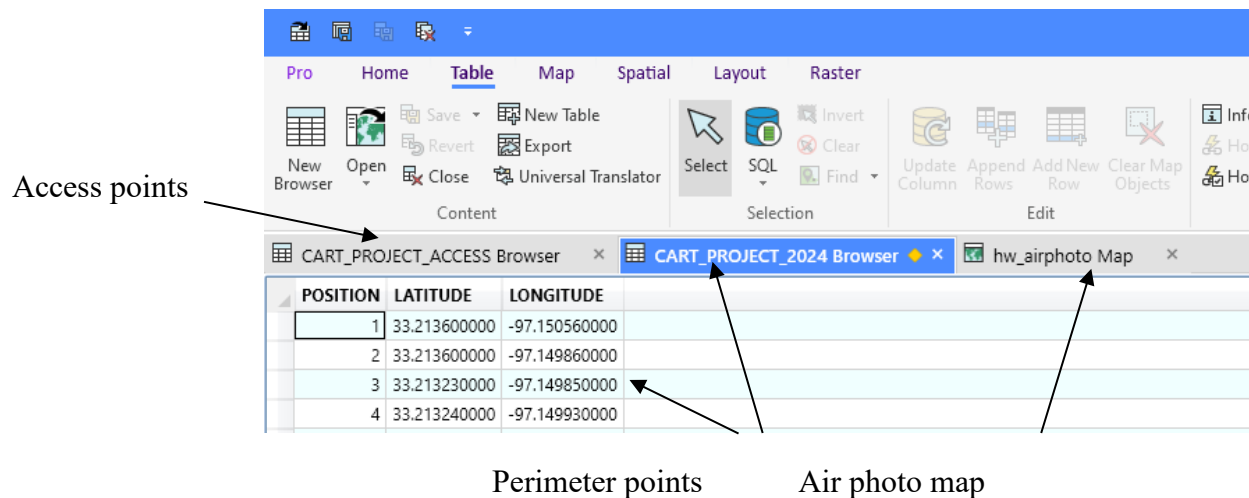 Pro Home Table Map Spatial Layout Raster
New Browser
Open
Save
Revert
Close
New Table
Export
Universal Translator
Content
Select
SQL
Invert
Clear
Find
Selection
Update Column
Append Rows
Add New Row
Clear Map Objects
Edit
Access points
CART_PROJECT_ACCESS Browser × CART_PROJECT_2024 Browser × hw_airphoto Map ×
POSITION LATITUDE LONGITUDE
1 33.213600000 -97.150560000
2 33.213600000 -97.149860000
3 33.213230000 -97.149850000
4 33.213240000 -97.149930000
Perimeter points Air photo map